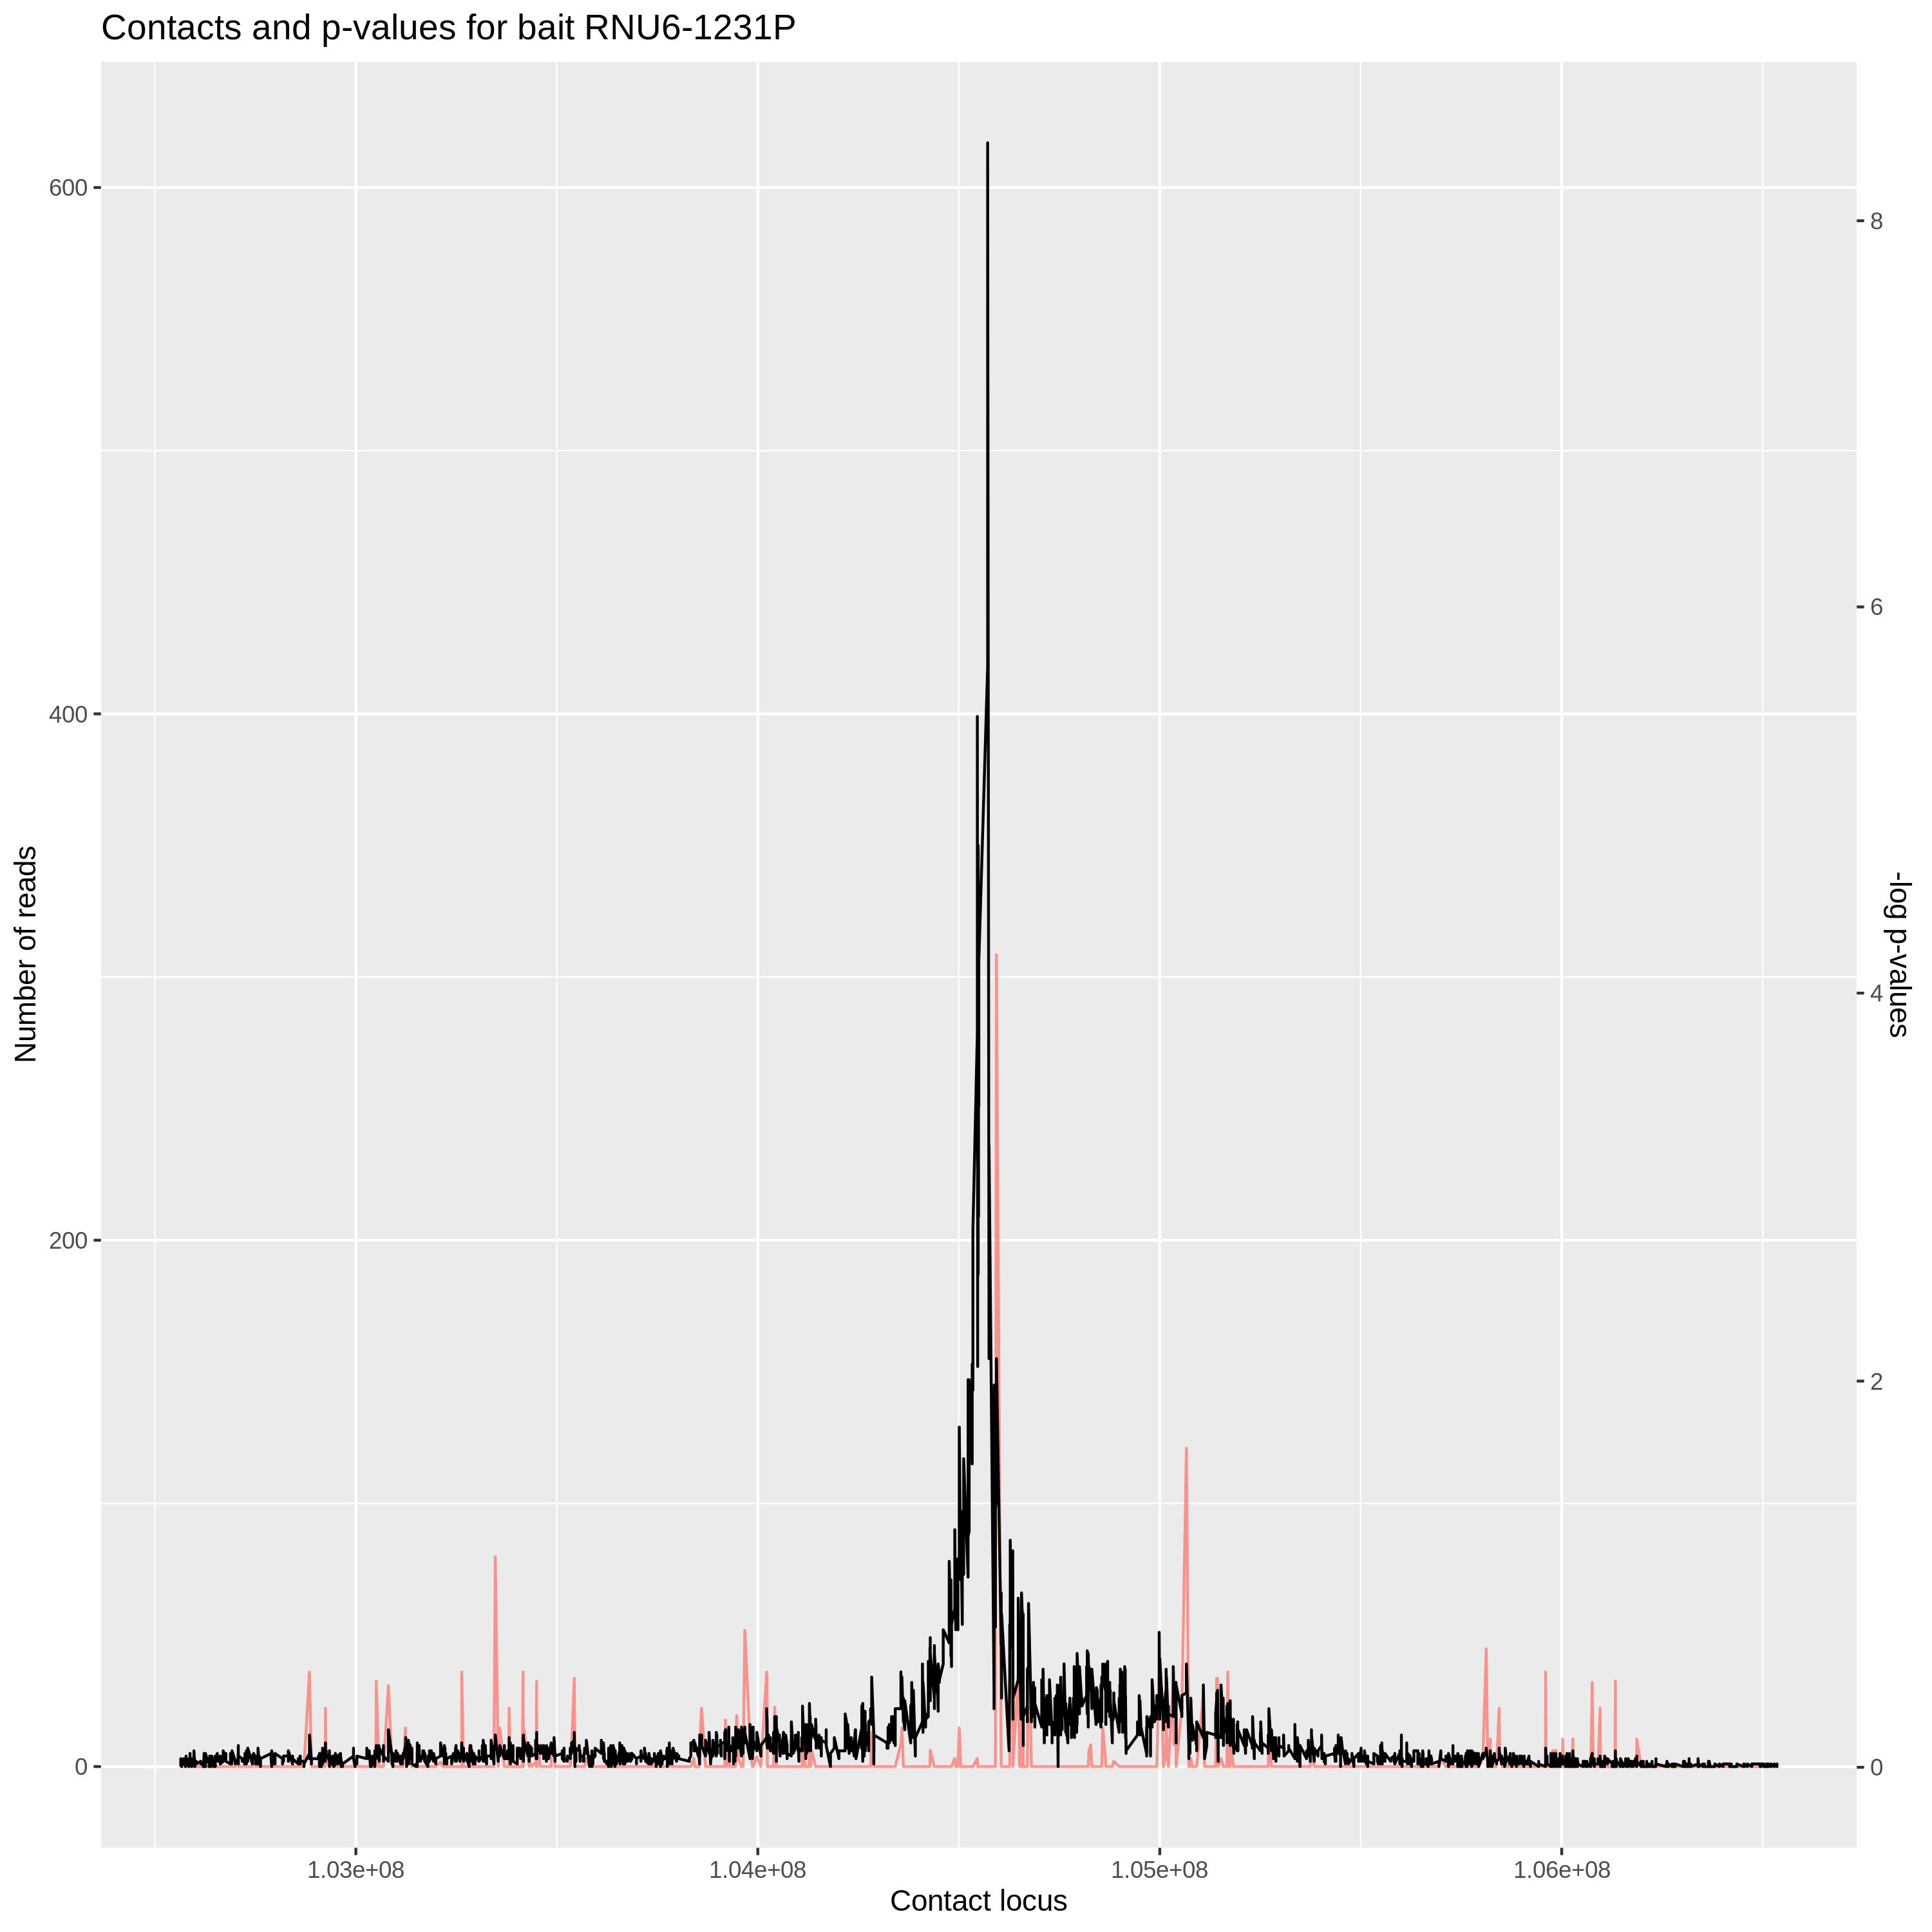 Contacts and p-values for bait RNU6-1231P
600
400
200
0
Number of reads
8
6
4
2
0
-log p-values
1.03e+08
1.04e+08
1.05e+08
1.06e+08
Contact locus